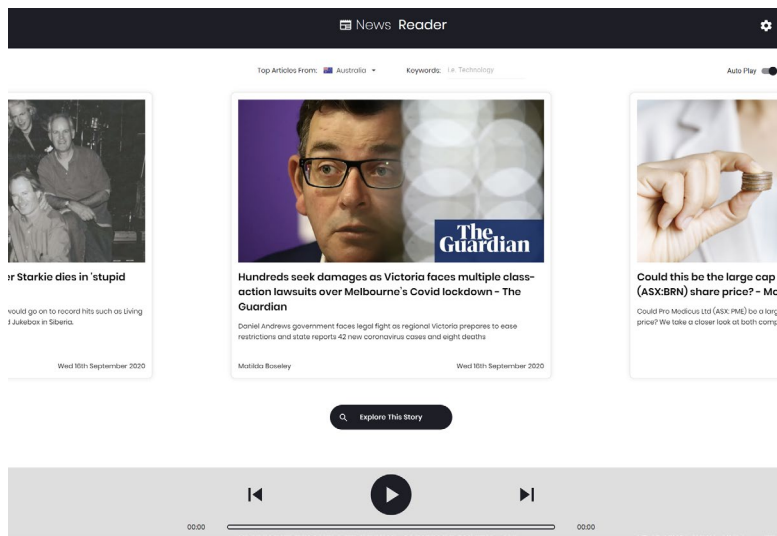 News Reader
Top Articles From: Australia Keywords: i.e. Technology Auto Play
The
Guardian
er Starkie dies in 'stupid
would go on to record hits such as Living
d Jukebox in Siberia.
Wed 16th September 2020
Hundreds seek damages as Victoria faces multiple class-
action lawsuits over Melbourne's Covid lockdown - The
Guardian
Daniel Andrews government faces legal fight as regional Victoria prepares to ease
restrictions and state reports 42 new coronavirus cases and eight deaths
Matilda Boseley Wed 16th September 2020
Could this be the large cap
(ASX:BRN) share price? - Mo
Could Pro Medicus Ltd (ASX: PME) be a larg
price? We take a closer look at both comp
Explore This Story
00:00 00:00